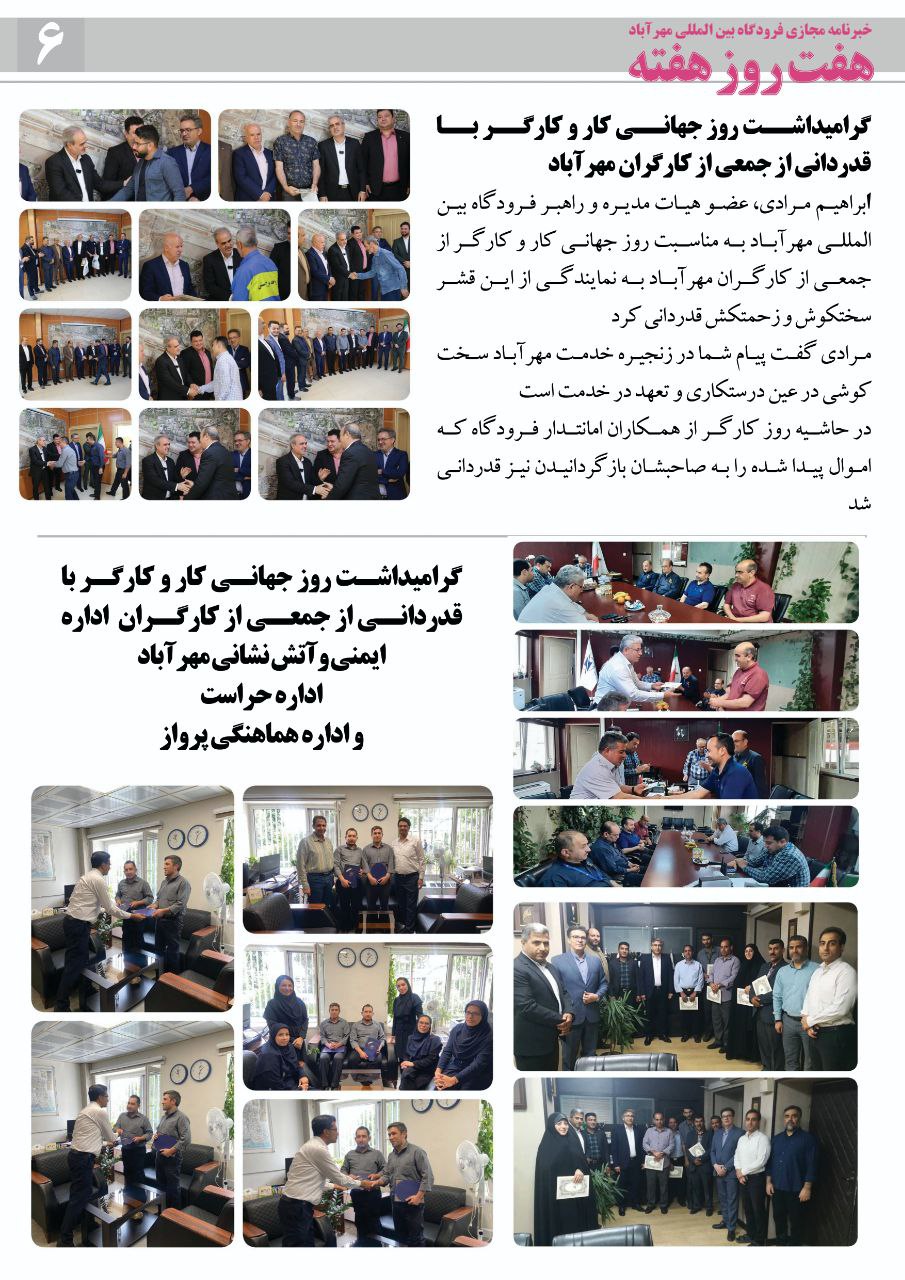 خبرنامه مجازی فرودگاه بین المللی مهرآباد
هفت روز هفته
۶
گرامیداشت روز جهانی کار و کارگر با
قدردانی از جمعی از کارگران مهرآباد
ابراهیم مرادی، عضو هیات مدیره و راهبر فرودگاه بین
المللی مهرآباد به مناسبت روز جهانی کار و کارگر از
جمعی از کارگران مهرآباد به نمایندگی از این قشر
سختکوش و زحمتکش قدردانی کرد
مرادی گفت پیام شما در زنجیره خدمت مهرآباد سخت
کوشی در عین درستکاری و تعهد در خدمت است
در حاشیه روز کارگر از همکاران امانتدار فرودگاه که
اموال پیدا شده را به صاحبشان بازگردانیدن نیز قدردانی
شد
گرامیداشت روز جهانی کار و کارگر با
قدردانی از جمعی از کارگران اداره
ایمنی و آتش نشانی مهرآباد
اداره حراست
و اداره هماهنگی پرواز